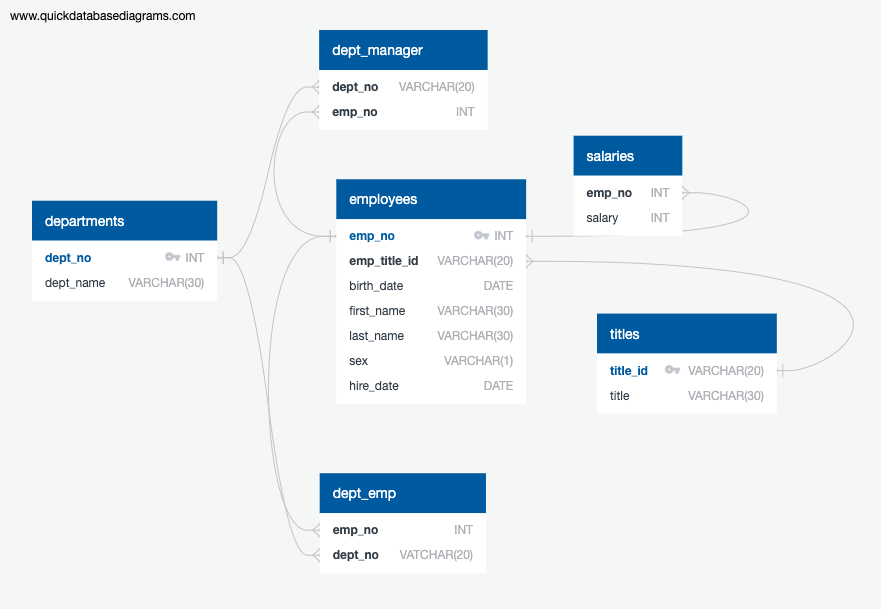 www.quickdatabasediagrams.com
dept_manager
dept_no VARCHAR(20)
emp_no INT
salaries
emp_no INT
salary INT
employees
emp_no INT
emp_title_id VARCHAR(20)
birth_date DATE
first_name VARCHAR(30)
last_name VARCHAR(30)
sex VARCHAR(1)
hire_date DATE
departments
dept_no INT
dept_name VARCHAR(30)
titles
title_id VARCHAR(20)
title VARCHAR(30)
dept_emp
emp_no INT
dept_no VATCHAR(20)